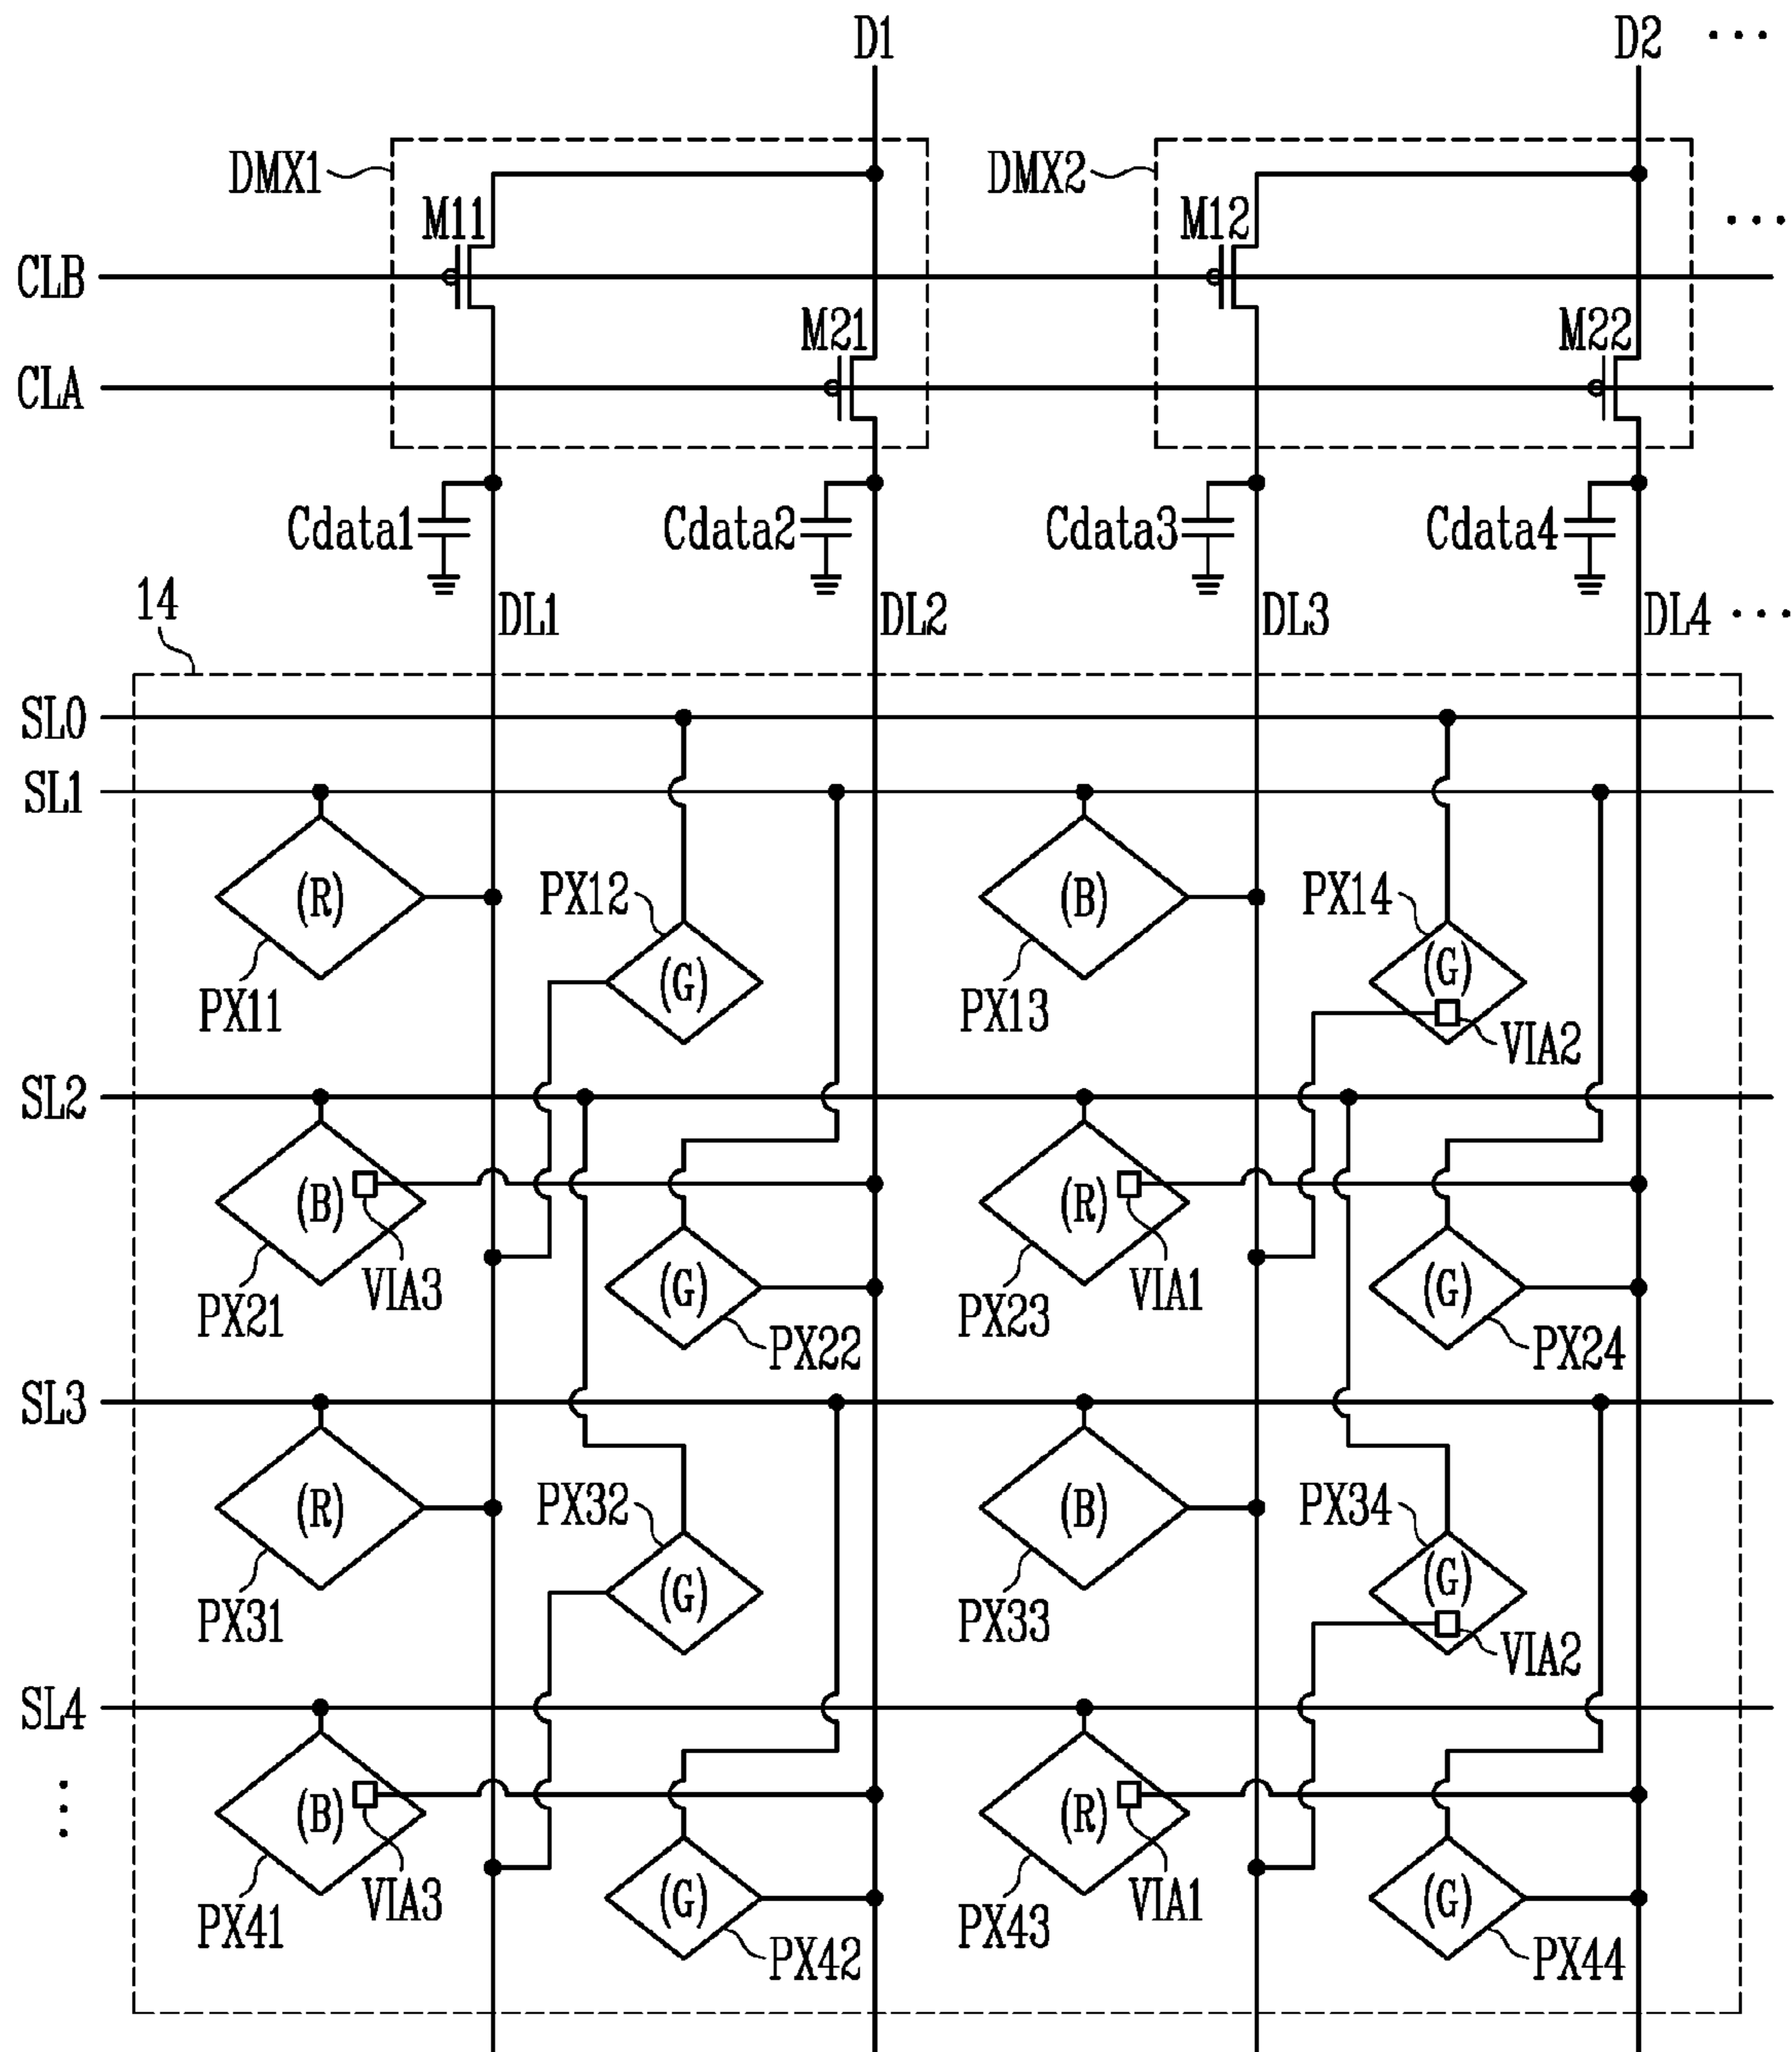 D1 D2 ...
DMX1 DMX2
M11 M12 ...
CLB
M21 M22
CLA
Cdata1 Cdata2 Cdata3 Cdata4
14
DL1 DL2 DL3 DL4 ...
SL0
SL1
(R) PX12 (B) PX14
(G) (G)
PX11 PX13
VIA2
SL2
(B) (R)
VIA3 (G) VIA1 (G)
PX21 PX23
PX22 PX24
SL3
(R) PX32 (B) PX34
(G) (G)
PX31 PX33
VIA2
SL4
(B) (R)
VIA3 (G) VIA1 (G)
PX41 PX43
PX42 PX44